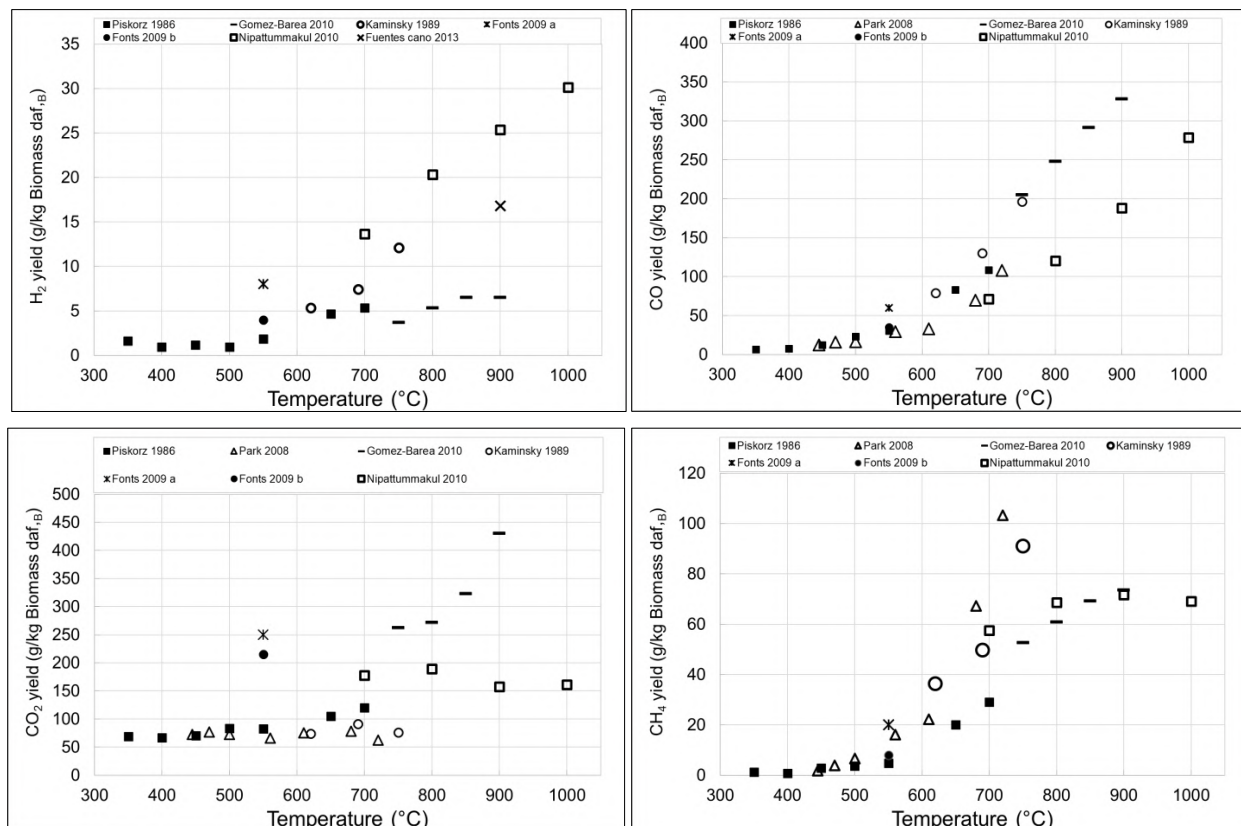 Piskorz 1986 Gomez-Barea 2010 Kaminsky 1989 Fonts 2009 a
Fonts 2009 b Nipattummakul 2010 Fuentes cano 2013
35
30
25
20
15
10
5
0
H2 yield (g/kg Biomass daf,B)
300 400 500 600 700 800 900 1000
Temperature (°C)
Piskorz 1986 Park 2008 Gomez-Barea 2010 Kaminsky 1989
Fonts 2009 a Fonts 2009 b Nipattummakul 2010
400
350
300
250
200
150
100
50
0
CO yield (g/kg Biomass daf,B)
300 400 500 600 700 800 900 1000
Temperature (°C)
Piskorz 1986 Park 2008 Gomez-Barea 2010 Kaminsky 1989
Fonts 2009 a Fonts 2009 b Nipattummakul 2010
500
450
400
350
300
250
200
150
100
50
0
CO2 yield (g/kg Biomass daf,B)
300 400 500 600 700 800 900 1000
Temperature (°C)
Piskorz 1986 Park 2008 Gomez-Barea 2010 Kaminsky 1989
Fonts 2009 a Fonts 2009 b Nipattummakul 2010
120
100
80
60
40
20
0
CH4 yield (g/kg Biomass daf,B)
300 400 500 600 700 800 900 1000
Temperature (°C)